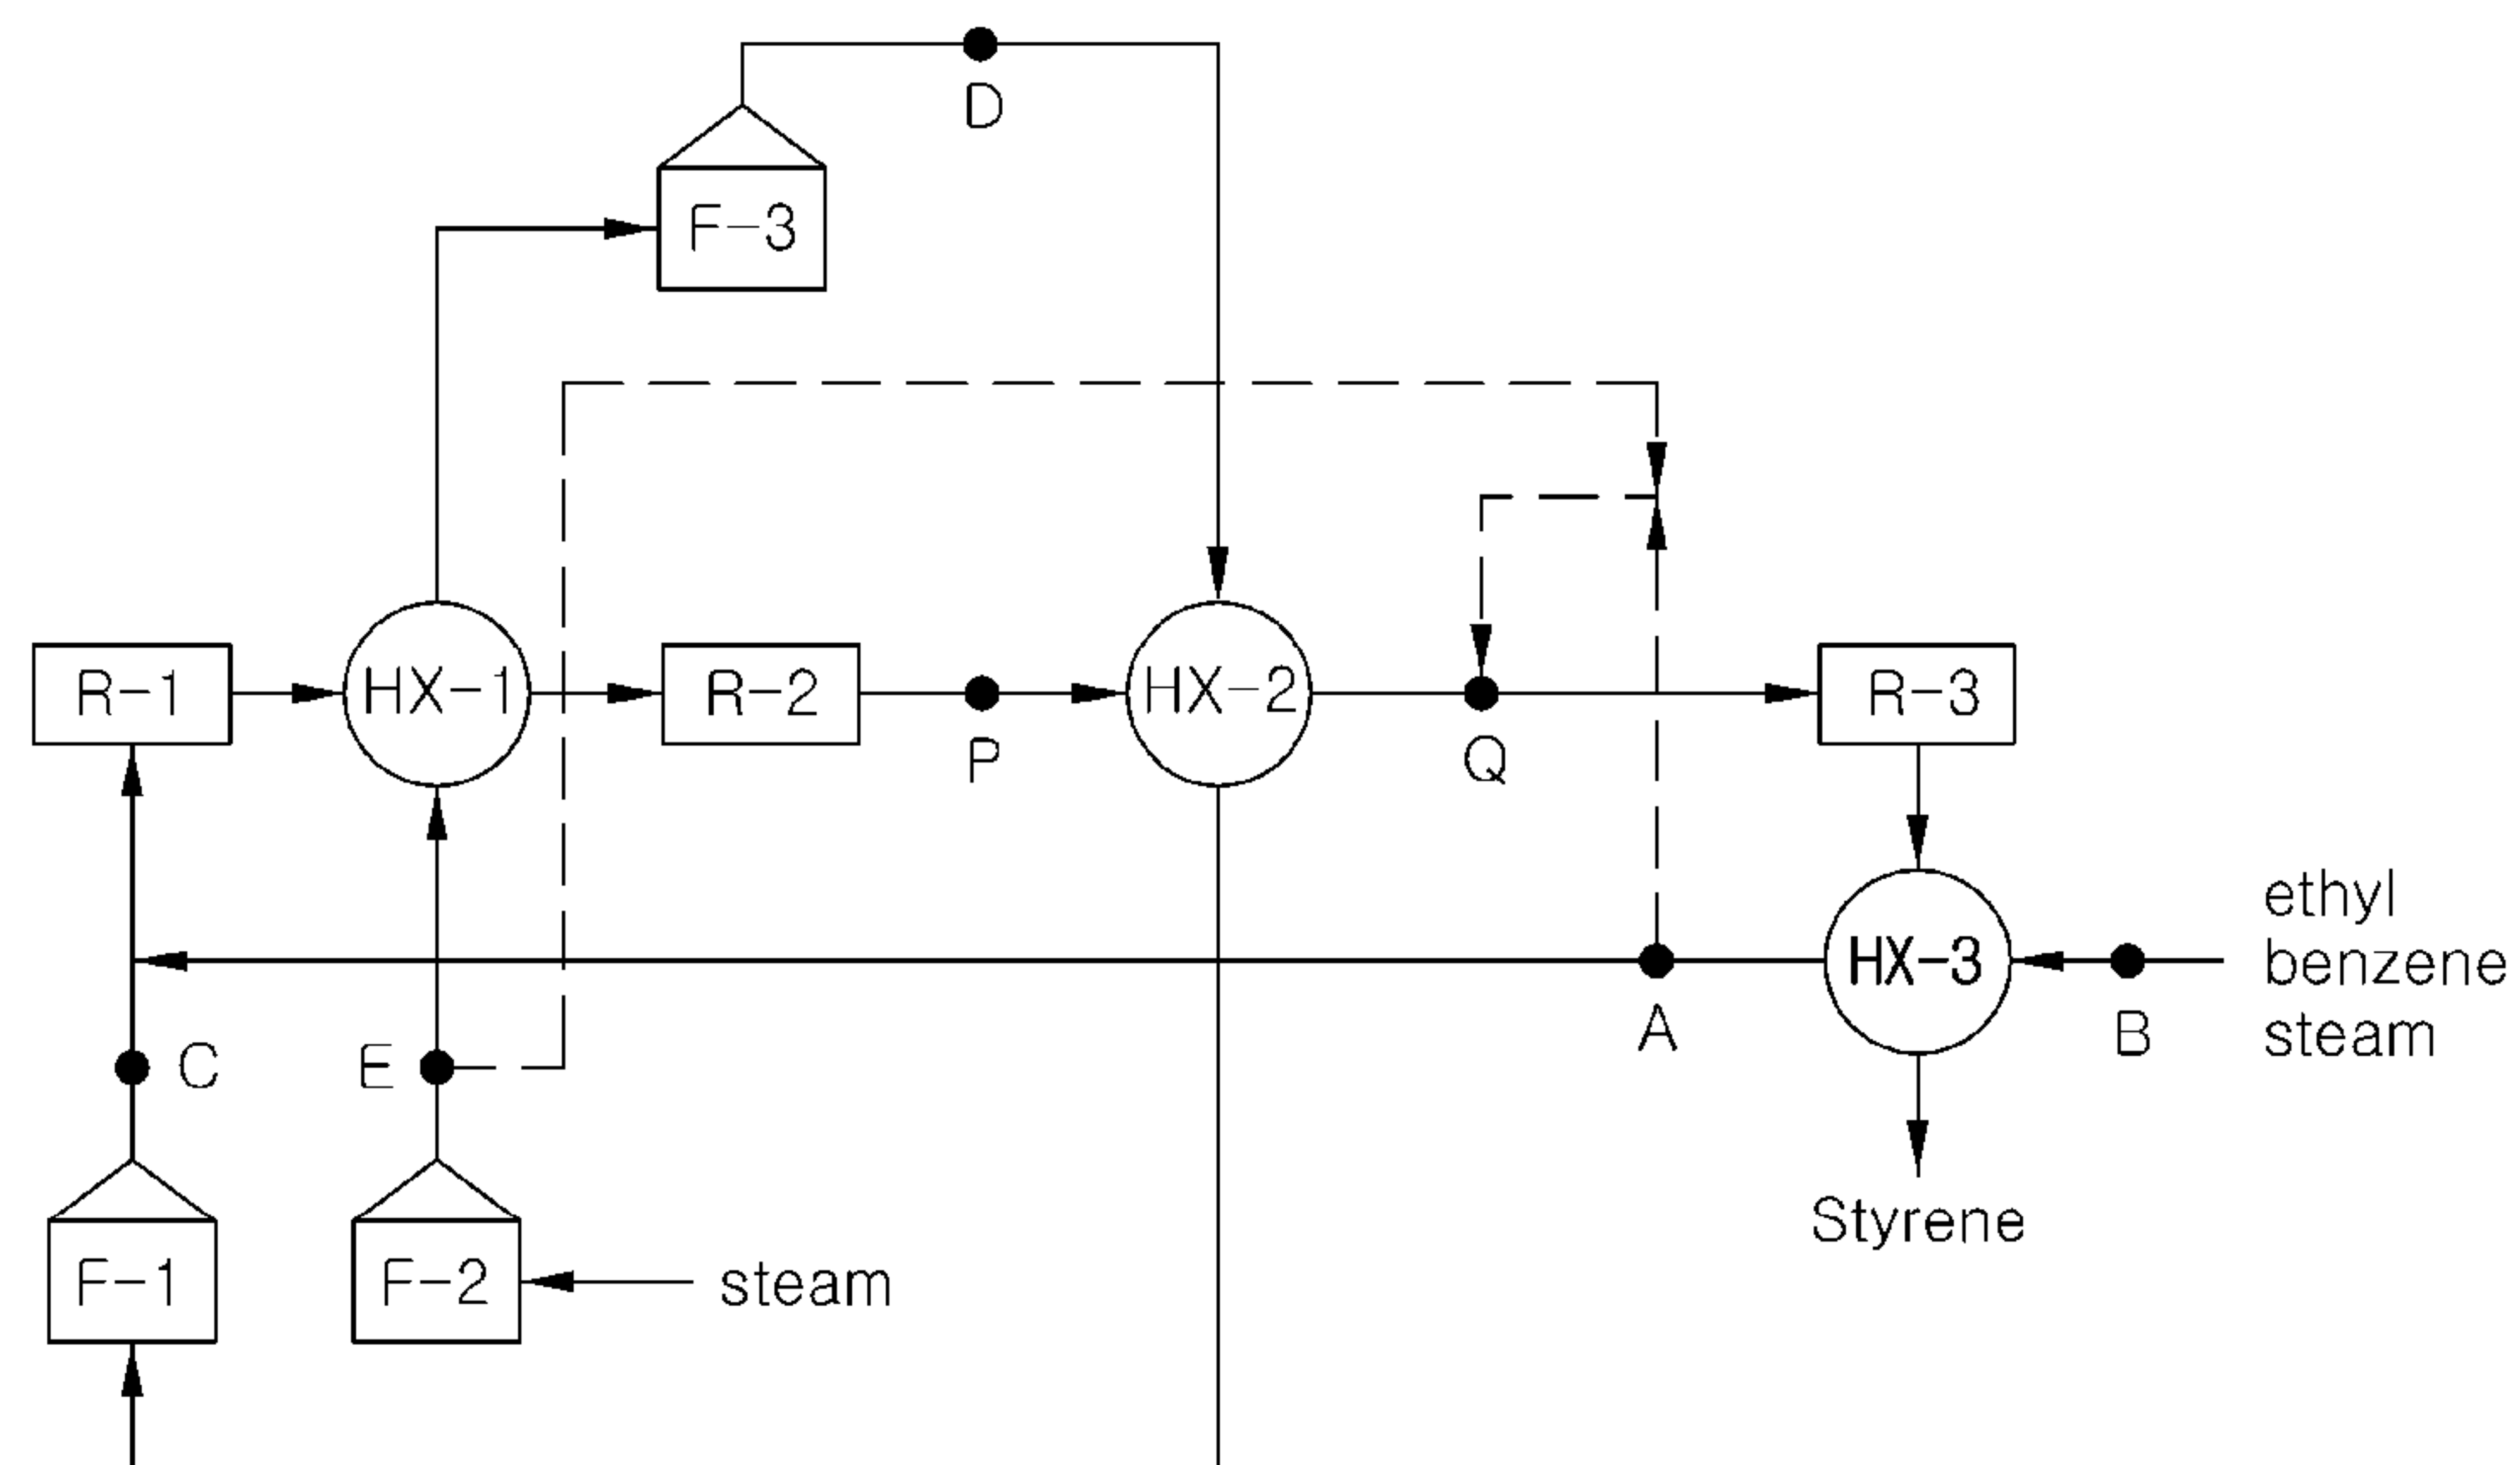 D
F-3
R-1
HX-1
R-2
P
HX-2
Q
R-3
ethyl
benzene
steam
HX-3
A
B
C
E
Styrene
F-1
F-2
steam